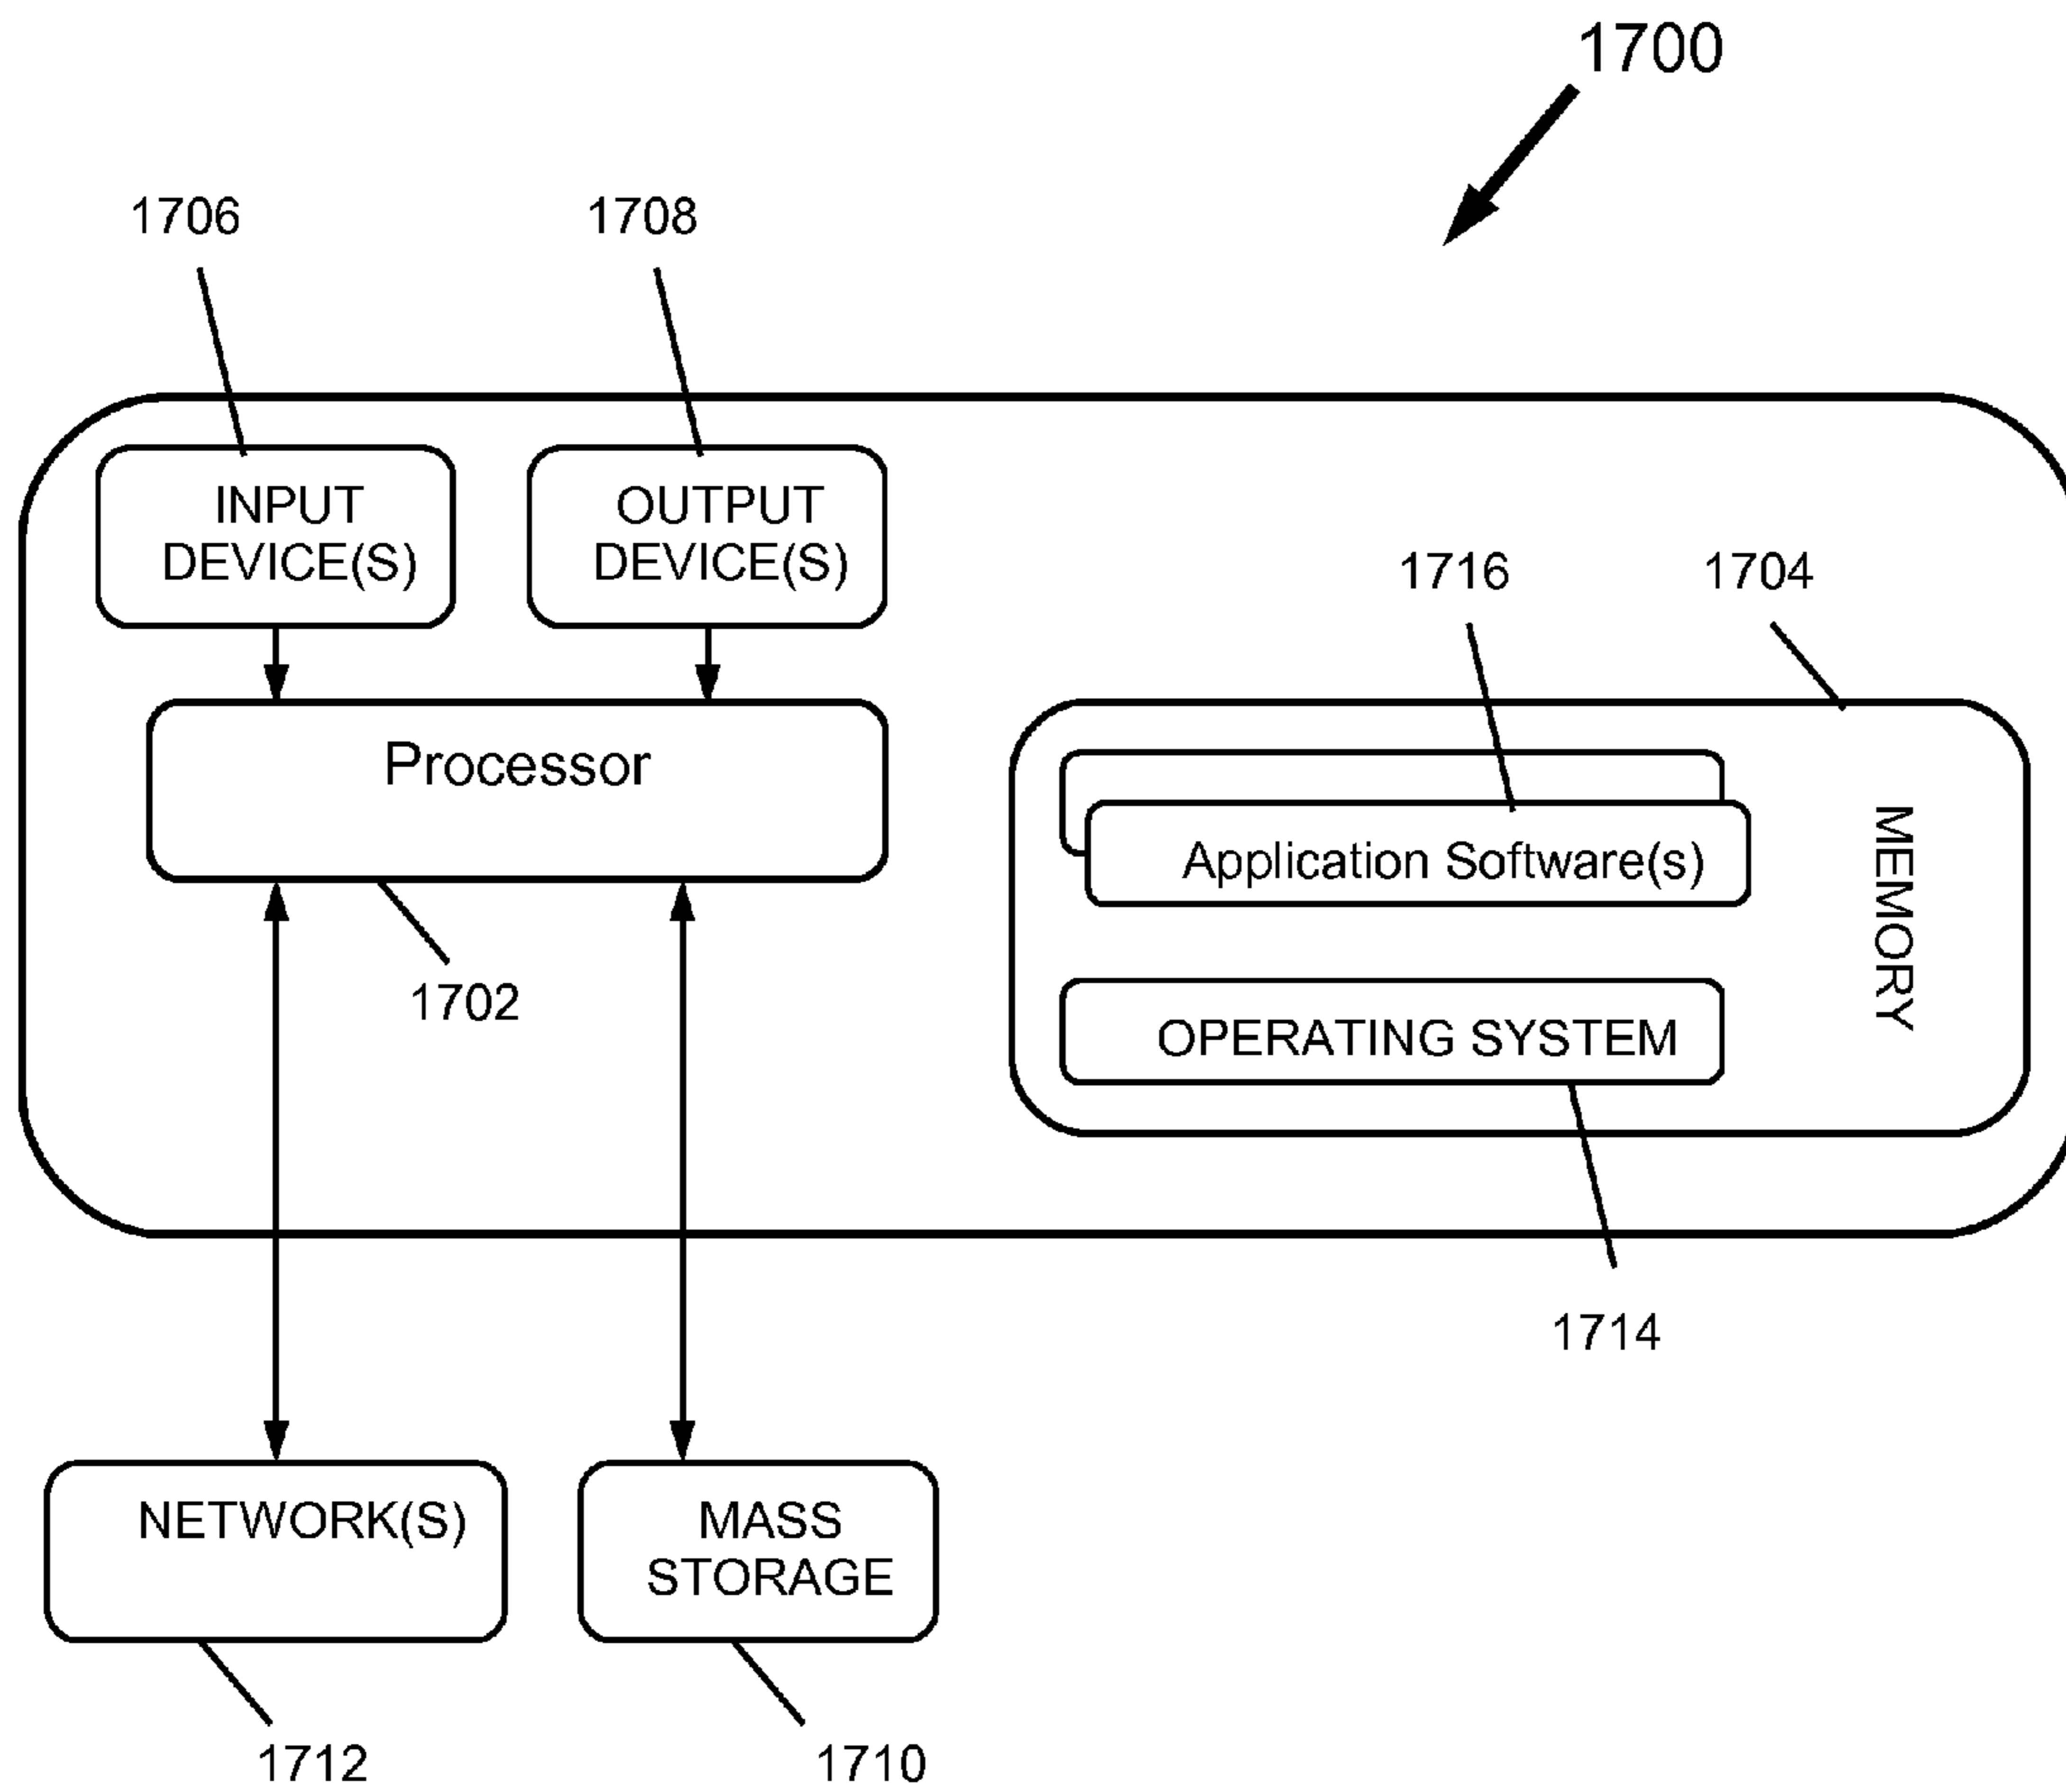 1700
1706
1708
INPUT
DEVICE(S)
OUTPUT
DEVICE(S)
1716
1704
Processor
Application Software(s)
MEMORY
1702
OPERATING SYSTEM
1714
NETWORK(S)
MASS
STORAGE
1712
1710